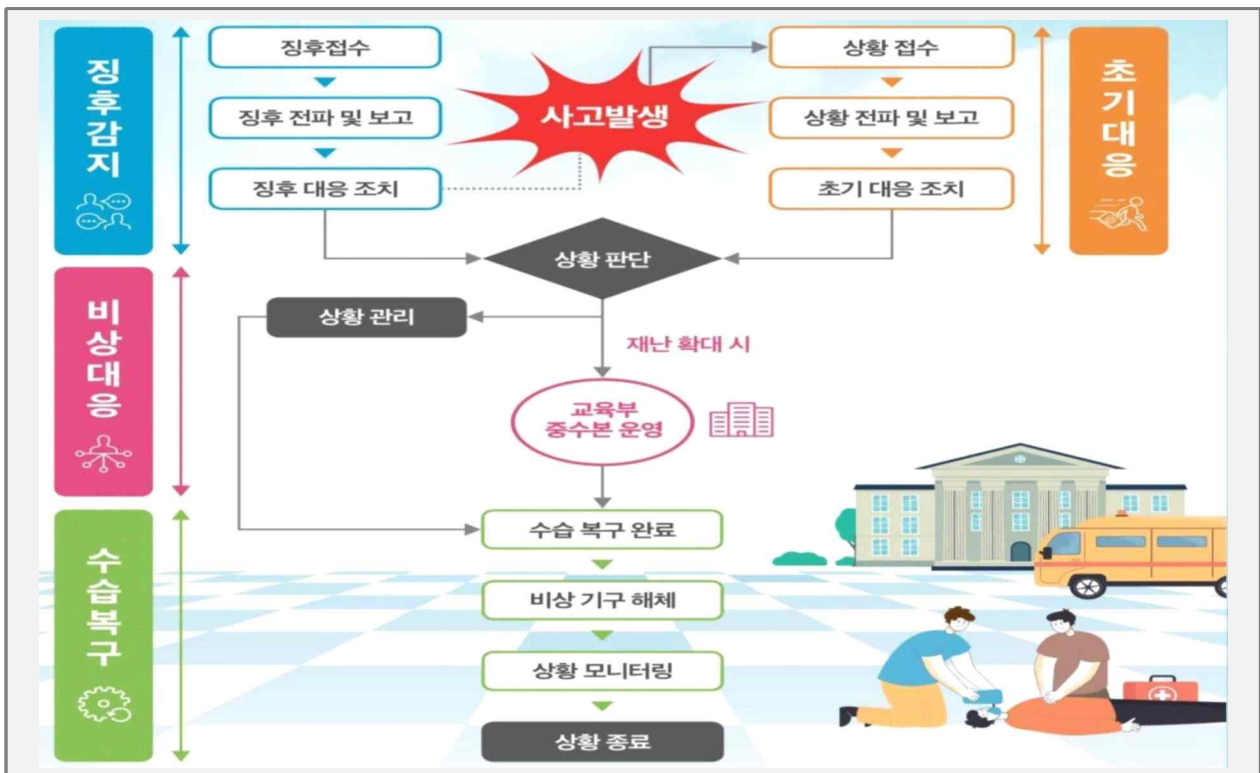 징후감지
징후접수
징후 전파 및 보고
징후 대응 조치
사고발생
상황 접수
상황 전파 및 보고
초기 대응 조치
초기대응
상황 판단
비상대응
상황 관리
재난 확대 시
교육부
중수본 운영
수습복구
수습 복구 완료
비상 기구 해체
상황 모니터링
상황 종료